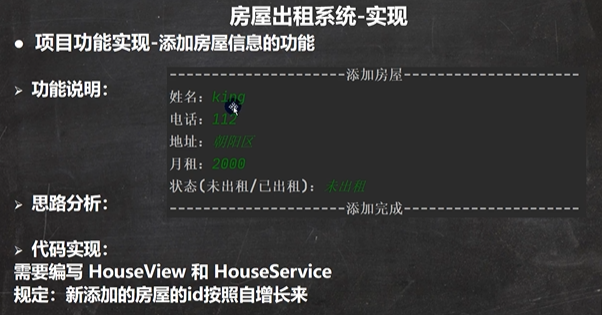 房屋出租系统-实现
● 项目功能实现-添加房屋信息的功能
➢ 功能说明：
-----------------------添加房屋-----------------------
姓名：king
电话：112
地址：朝阳区
月租：2000
状态(未出租/已出租)：未出租
-----------------------添加完成-----------------------
➢ 思路分析：
➢ 代码实现：
需要编写 HouseView 和 HouseService
规定：新添加的房屋的id按照自增长来